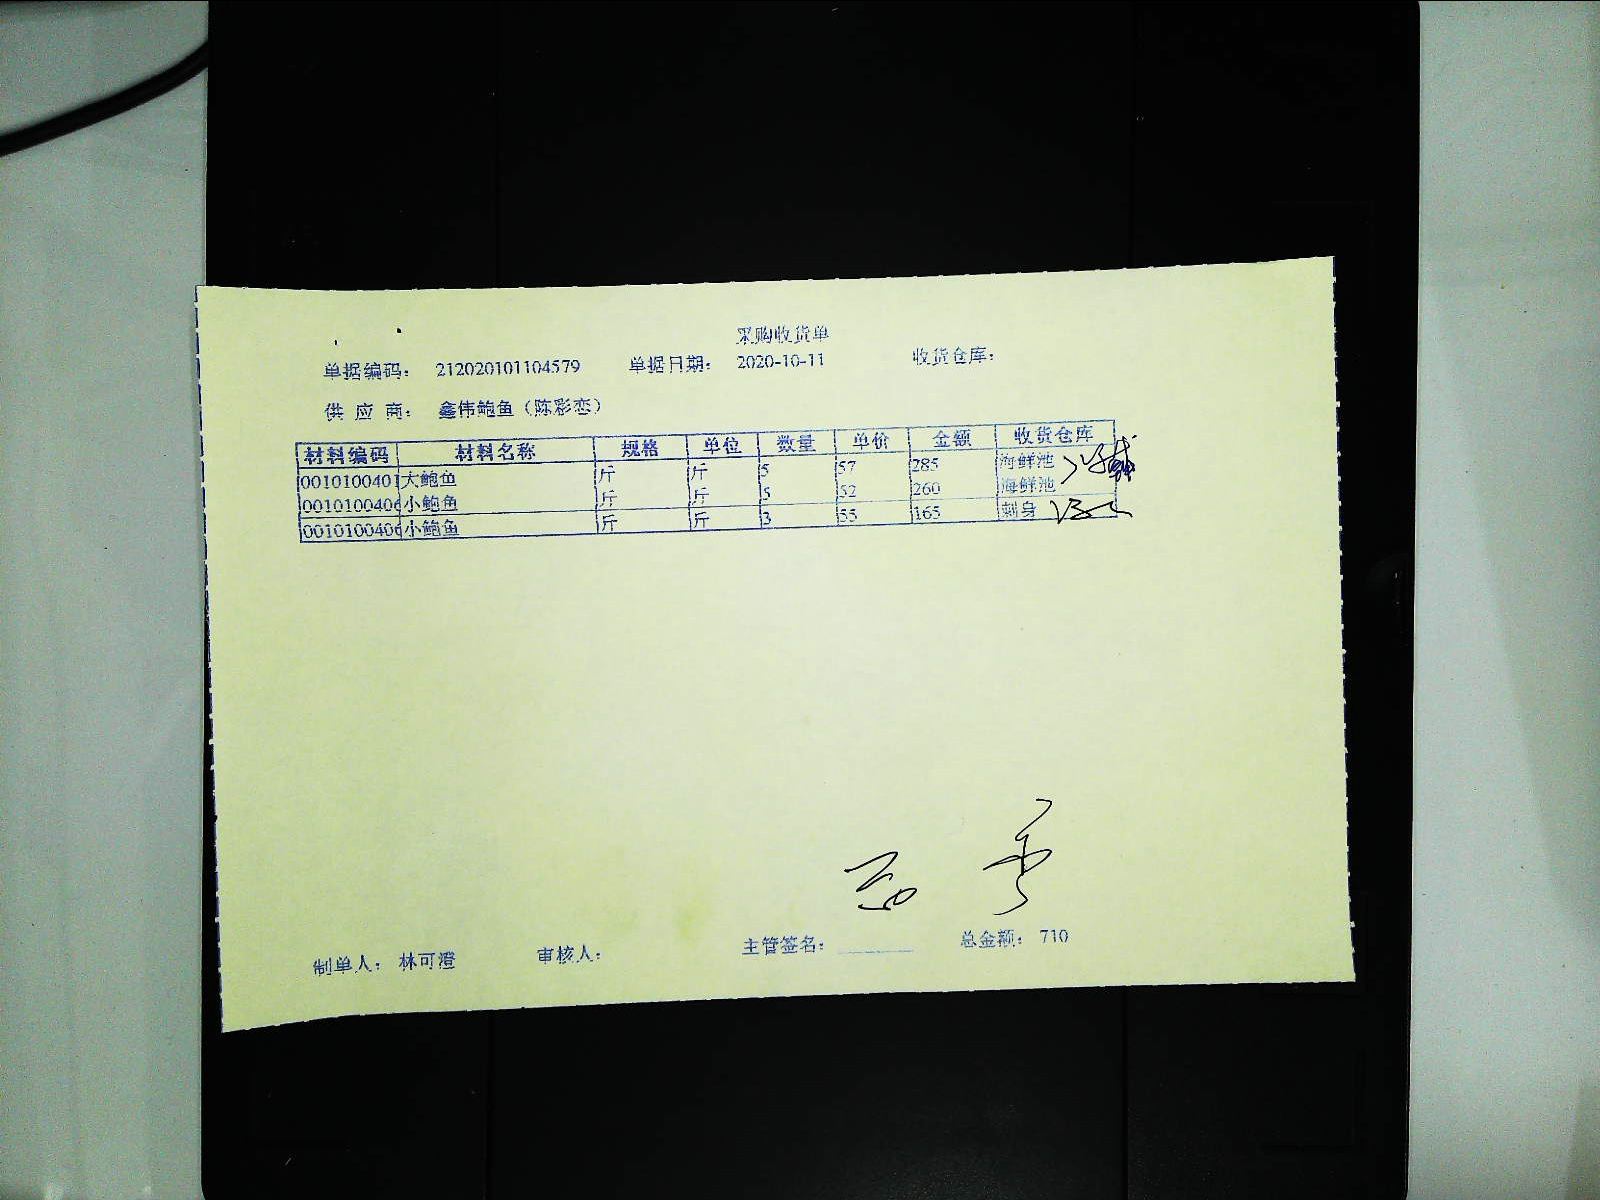 采购收货单
单据编码： 212020101104579 单据日期： 2020-10-11 收货仓库：
供 应 商： 鑫伟鲍鱼（陈彩恋）
材料编码 材料名称 规格 单位 数量 单价 金额 收货仓库
0010100401 大鲍鱼 斤 斤 5 57 285 海鲜池
0010100406 小鲍鱼 斤 斤 5 52 260 海鲜池
0010100406 小鲍鱼 斤 斤 3 55 165 刺身
制单人： 林可澄 审核人： 主管签名： 总金额： 710